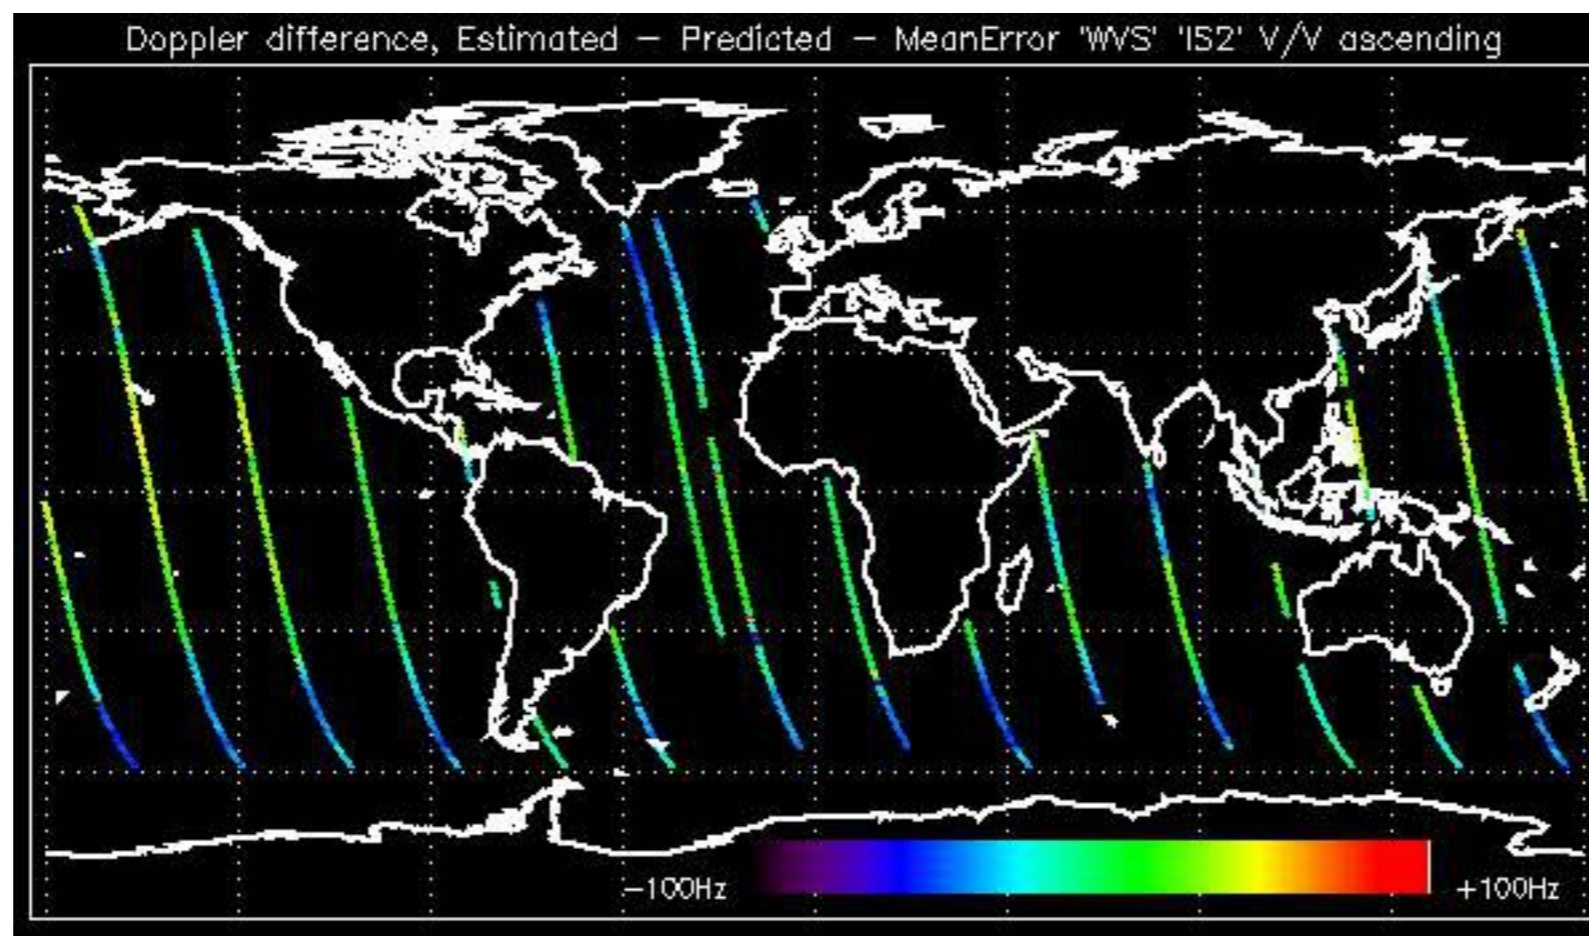 Doppler difference, Estimated — Predicted — MeanError 'WVS' 'IS2' V/V ascending
−100Hz +100Hz